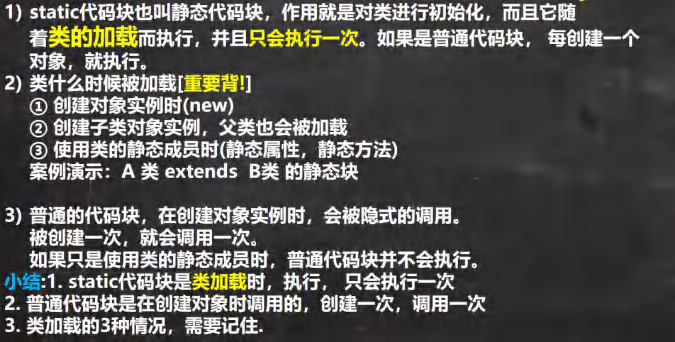 1) static代码块也叫静态代码块，作用就是对类进行初始化，而且它随
着类的加载而执行，并且只会执行一次。如果是普通代码块， 每创建一个
对象，就执行。
2) 类什么时候被加载[重要背!]
① 创建对象实例时(new)
② 创建子类对象实例，父类也会被加载
③ 使用类的静态成员时(静态属性，静态方法)
案例演示：A 类 extends B类 的静态块
3) 普通的代码块，在创建对象实例时，会被隐式的调用。
被创建一次，就会调用一次。
如果只是使用类的静态成员时，普通代码块并不会执行。
小结:1. static代码块是类加载时，执行， 只会执行一次
2. 普通代码块是在创建对象时调用的，创建一次，调用一次
3. 类加载的3种情况，需要记住.